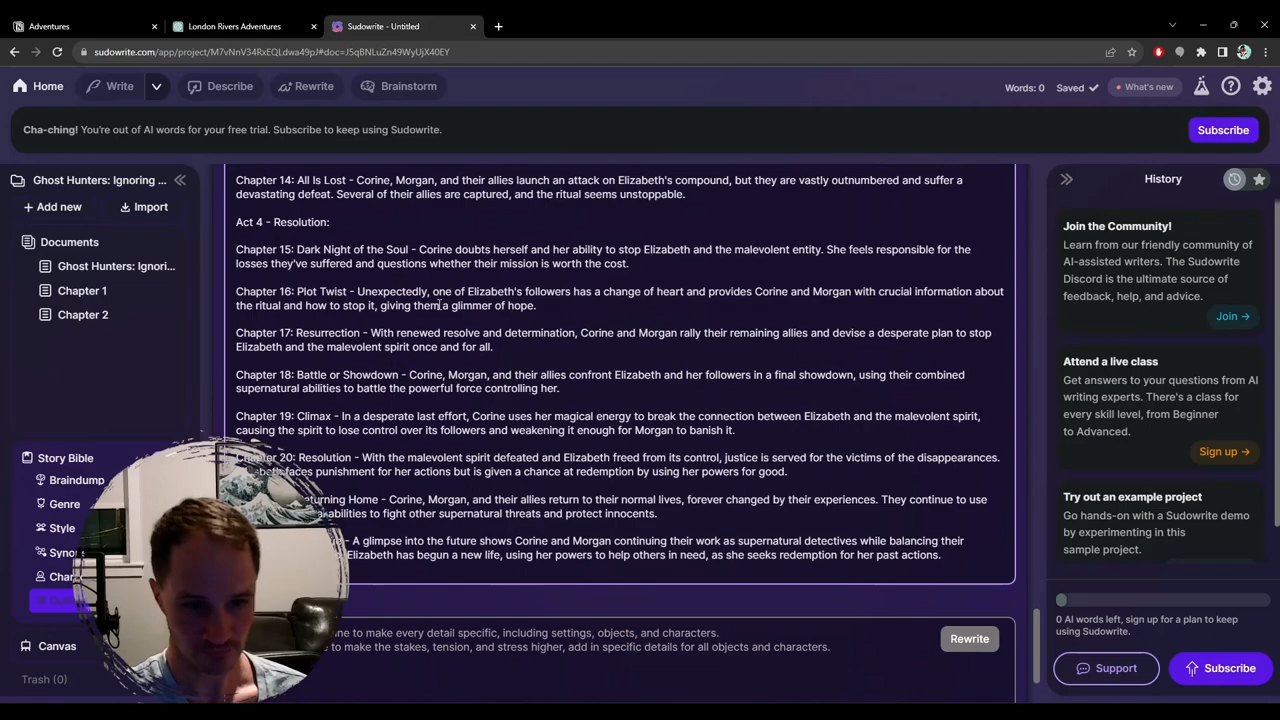 Adventures
London Rivers Adventures
Sudowrite - Untitled
sudowrite.com/app/project/M7vNnV34RxEQLdwa49pJ#doc=J5qBNLuZn49WyUjX40EY
Home
Write
Describe
Rewrite
Brainstorm
Words: 0
Saved
What's new
Cha-ching! You're out of AI words for your free trial. Subscribe to keep using Sudowrite.
Subscribe
Ghost Hunters: Ignoring ...
Add new
Import
Documents
Ghost Hunters: Ignori...
Chapter 1
Chapter 2
Story Bible
Braindump
Genre
Style
Canvas
Trash (0)
Chapter 14: All Is Lost - Corine, Morgan, and their allies launch an attack on Elizabeth's compound, but they are vastly outnumbered and suffer a
devastating defeat. Several of their allies are captured, and the ritual seems unstoppable.
Act 4 - Resolution:
Chapter 15: Dark Night of the Soul - Corine doubts herself and her ability to stop Elizabeth and the malevolent entity. She feels responsible for the
losses they've suffered and questions whether their mission is worth the cost.
Chapter 16: Plot Twist - Unexpectedly, one of Elizabeth's followers has a change of heart and provides Corine and Morgan with crucial information about
the ritual and how to stop it, giving them a glimmer of hope.
Chapter 17: Resurrection - With renewed resolve and determination, Corine and Morgan rally their remaining allies and devise a desperate plan to stop
Elizabeth and the malevolent spirit once and for all.
Chapter 18: Battle or Showdown - Corine, Morgan, and their allies confront Elizabeth and her followers in a final showdown, using their combined
supernatural abilities to battle the powerful force controlling her.
Chapter 19: Climax - In a desperate last effort, Corine uses her magical energy to break the connection between Elizabeth and the malevolent spirit,
causing the spirit to lose control over its followers and weakening it enough for Morgan to banish it.
20: Resolution - With the malevolent spirit defeated and Elizabeth freed from its control, justice is served for the victims of the disappearances.
faces punishment for her actions but is given a chance at redemption by using her powers for good.
Home - Corine, Morgan, and their allies return to their normal lives, forever changed by their experiences. They continue to use
abilities to fight other supernatural threats and protect innocents.
- A glimpse into the future shows Corine and Morgan continuing their work as supernatural detectives while balancing their
Elizabeth has begun a new life, using her powers to help others in need, as she seeks redemption for her past actions.
to make every detail specific, including settings, objects, and characters.
to make the stakes, tension, and stress higher, add in specific details for all objects and characters.
Rewrite
History
Join the Community!
Learn from our friendly community of
AI-assisted writers. The Sudowrite
Discord is the ultimate source of
feedback, help, and advice.
Join →
Attend a live class
Get answers to your questions from AI
writing experts. There's a class for
every skill level, from Beginner
to Advanced.
Sign up →
Try out an example project
Go hands-on with a Sudowrite demo
by experimenting in this
sample project.
0 AI words left, sign up for a plan to keep
using Sudowrite.
Support
Subscribe